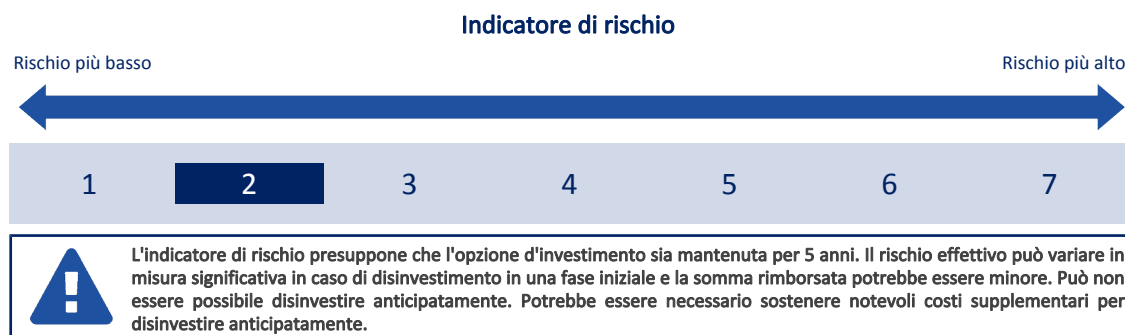 Indicatore di rischio
Rischio più basso
Rischio più alto
1 2 3 4 5 6 7
L'indicatore di rischio presuppone che l'opzione d'investimento sia mantenuta per 5 anni. Il rischio effettivo può variare in
misura significativa in caso di disinvestimento in una fase iniziale e la somma rimborsata potrebbe essere minore. Può non
essere possibile disinvestire anticipatamente. Potrebbe essere necessario sostenere notevoli costi supplementari per
disinvestire anticipatamente.